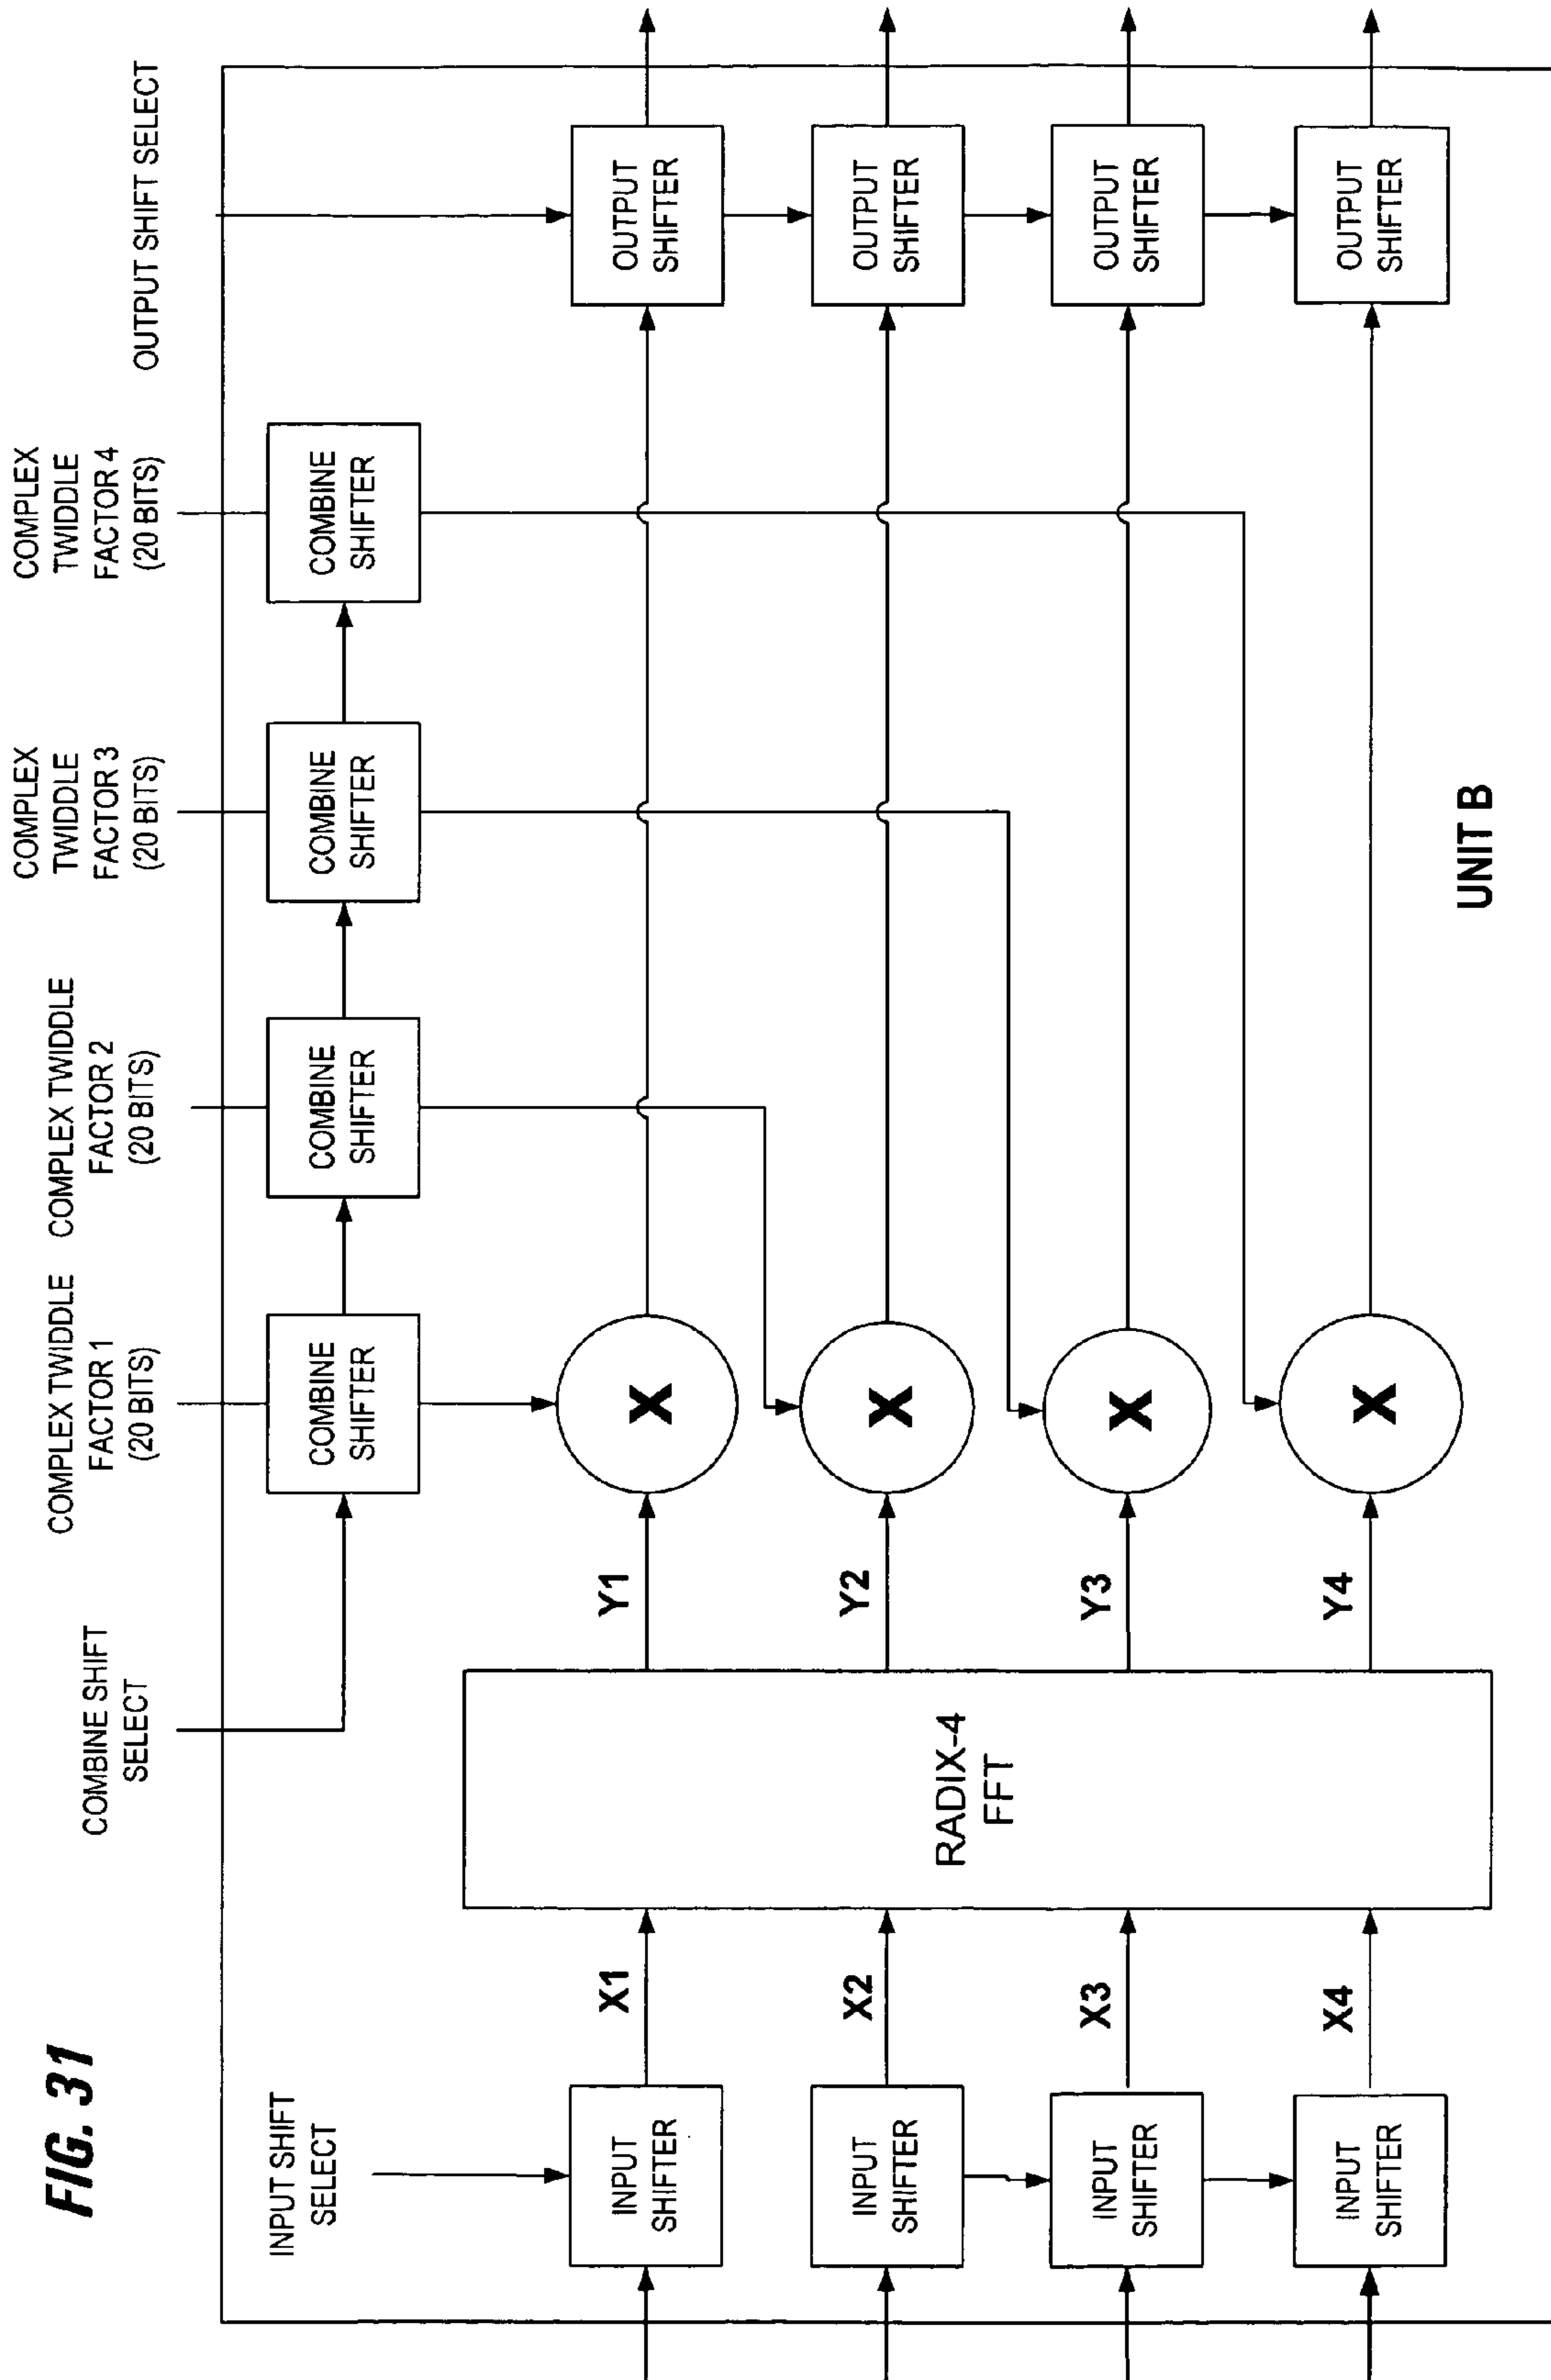 FIG. 31
INPUT SHIFT
SELECT
COMBINE SHIFT
SELECT
COMPLEX TWIDDLE
FACTOR 1
(20 BITS)
COMPLEX TWIDDLE
FACTOR 2
(20 BITS)
COMPLEX
TWIDDLE
FACTOR 3
(20 BITS)
COMPLEX
TWIDDLE
FACTOR 4
(20 BITS)
OUTPUT SHIFT SELECT
COMBINE
SHIFTER
COMBINE
SHIFTER
COMBINE
SHIFTER
COMBINE
SHIFTER
INPUT
SHIFTER
X1
Y1
X
OUTPUT
SHIFTER
INPUT
SHIFTER
X2
Y2
X
OUTPUT
SHIFTER
RADIX-4
FFT
INPUT
SHIFTER
X3
Y3
X
OUTPUT
SHIFTER
INPUT
SHIFTER
X4
Y4
X
OUTPUT
SHIFTER
UNIT B